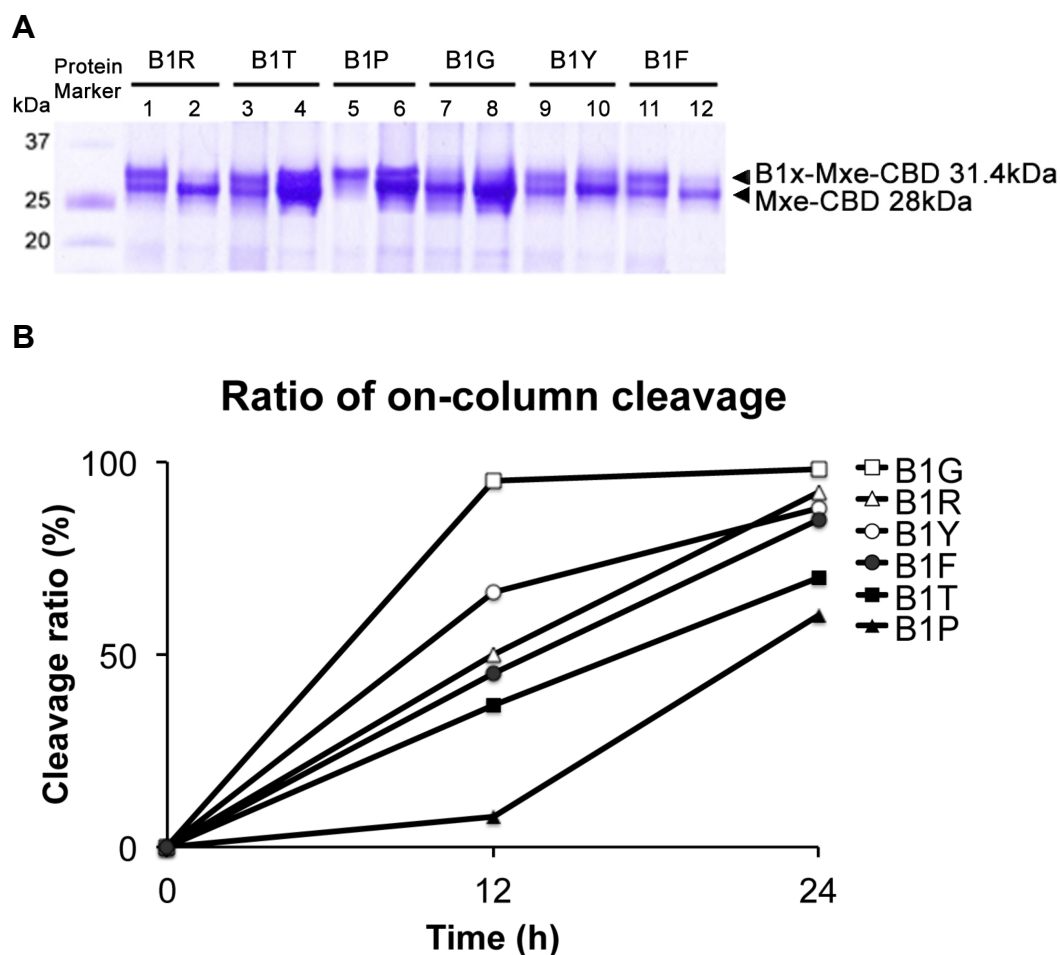 A
Protein Marker
B1R B1T B1P B1G B1Y B1F
kDa 1 2 3 4 5 6 7 8 9 10 11 12
37
25
20
B1x-Mxe-CBD 31.4kDa
Mxe-CBD 28kDa
B
Ratio of on-column cleavage
Cleavage ratio (%)
100
50
0
0 12 24
Time (h)
B1G
B1R
B1Y
B1F
B1T
B1P